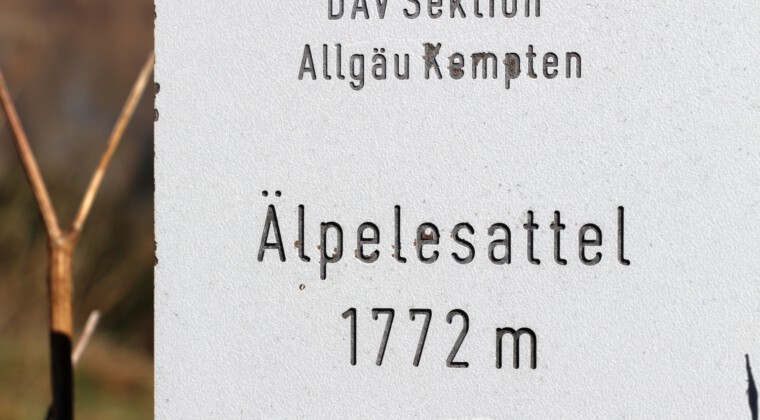 DAV Sektion
Allgäu Kempten
Älpelesattel
1772 m